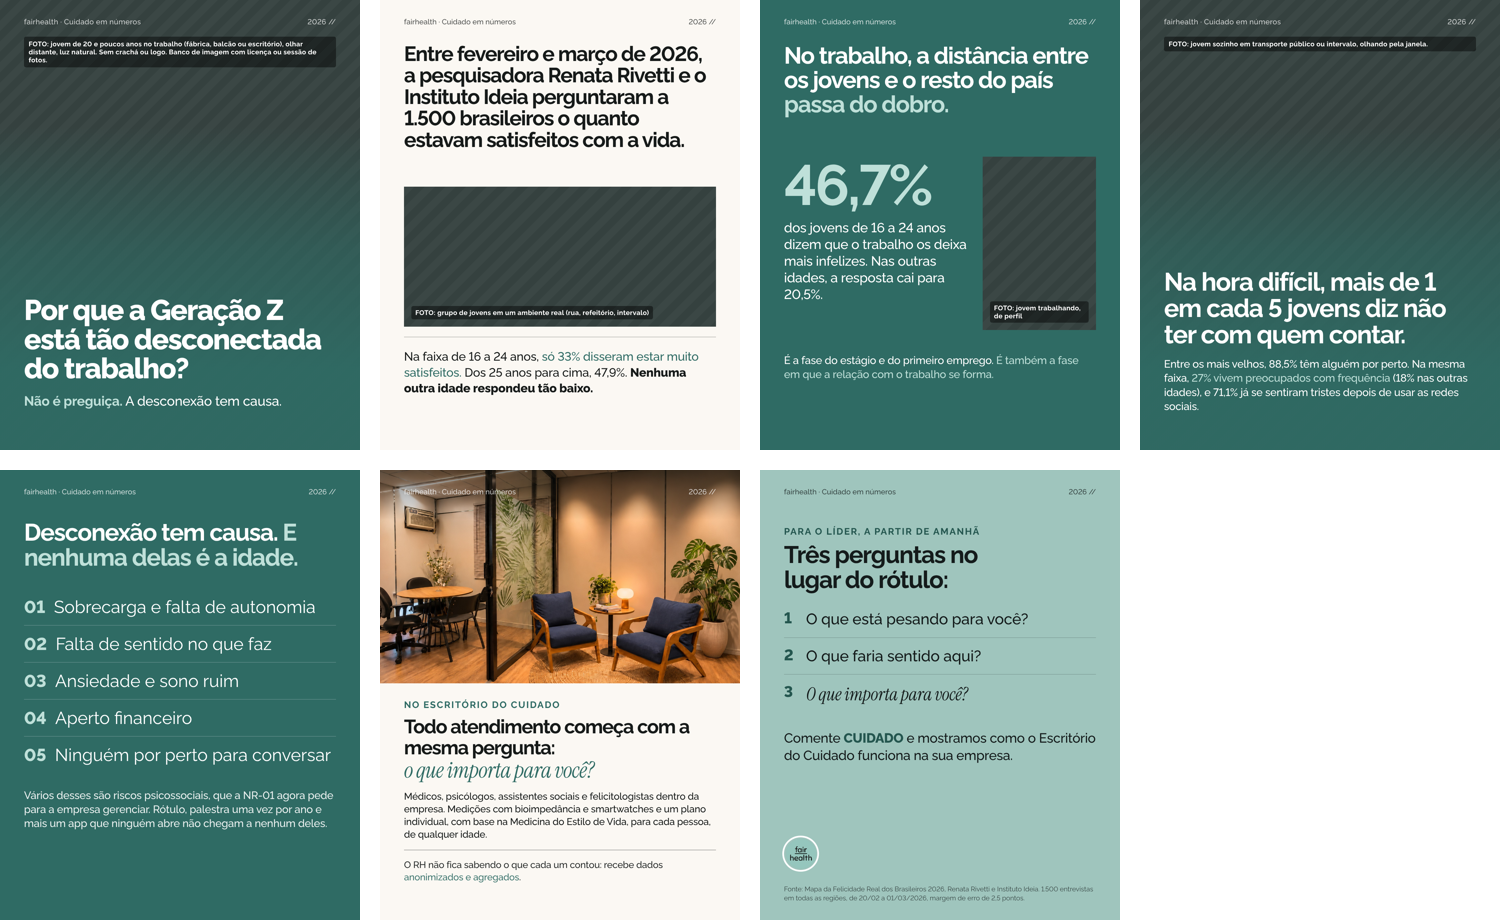 fairhealth · Cuidado em números
2026 //
FOTO: jovem de 20 e poucos anos no trabalho (fábrica, balcão ou escritório), olhar
distante, luz natural. Sem crachá ou logo. Banco de imagem com licença ou sessão de
fotos.
Por que a Geração Z
está tão desconectada
do trabalho?
Não é preguiça. A desconexão tem causa.
fairhealth · Cuidado em números
2026 //
Entre fevereiro e março de 2026,
a pesquisadora Renata Rivetti e o
Instituto Ideia perguntaram a
1.500 brasileiros o quanto
estavam satisfeitos com a vida.
FOTO: grupo de jovens em um ambiente real (rua, refeitório, intervalo)
Na faixa de 16 a 24 anos, só 33% disseram estar muito
satisfeitos. Dos 25 anos para cima, 47,9%. Nenhuma
outra idade respondeu tão baixo.
fairhealth · Cuidado em números
2026 //
No trabalho, a distância entre
os jovens e o resto do país
passa do dobro.
46,7%
dos jovens de 16 a 24 anos
dizem que o trabalho os deixa
mais infelizes. Nas outras
idades, a resposta cai para
20,5%.
FOTO: jovem trabalhando,
de perfil
É a fase do estágio e do primeiro emprego. É também a fase
em que a relação com o trabalho se forma.
fairhealth · Cuidado em números
2026 //
FOTO: jovem sozinho em transporte público ou intervalo, olhando pela janela.
Na hora difícil, mais de 1
em cada 5 jovens diz não
ter com quem contar.
Entre os mais velhos, 88,5% têm alguém por perto. Na mesma
faixa, 27% vivem preocupados com frequência (18% nas outras
idades), e 71,1% já se sentiram tristes depois de usar as redes
sociais.
fairhealth · Cuidado em números
2026 //
Desconexão tem causa. E
nenhuma delas é a idade.
01 Sobrecarga e falta de autonomia
02 Falta de sentido no que faz
03 Ansiedade e sono ruim
04 Aperto financeiro
05 Ninguém por perto para conversar
Vários desses são riscos psicossociais, que a NR-01 agora pede
para a empresa gerenciar. Rótulo, palestra uma vez por ano e
mais um app que ninguém abre não chegam a nenhum deles.
fairhealth · Cuidado em números
2026 //
NO ESCRITÓRIO DO CUIDADO
Todo atendimento começa com a
mesma pergunta:
o que importa para você?
Médicos, psicólogos, assistentes sociais e felicitologistas dentro da
empresa. Medições com bioimpedância e smartwatches e um plano
individual, com base na Medicina do Estilo de Vida, para cada pessoa,
de qualquer idade.
O RH não fica sabendo o que cada um contou: recebe dados
anonimizados e agregados.
fairhealth · Cuidado em números
2026 //
PARA O LÍDER, A PARTIR DE AMANHÃ
Três perguntas no
lugar do rótulo:
1 O que está pesando para você?
2 O que faria sentido aqui?
3 O que importa para você?
Comente CUIDADO e mostramos como o Escritório
do Cuidado funciona na sua empresa.
fair
health
Fonte: Mapa da Felicidade Real dos Brasileiros 2026, Renata Rivetti e Instituto Ideia. 1.500 entrevistas
em todas as regiões, de 20/02 a 01/03/2026, margem de erro de 2,5 pontos.